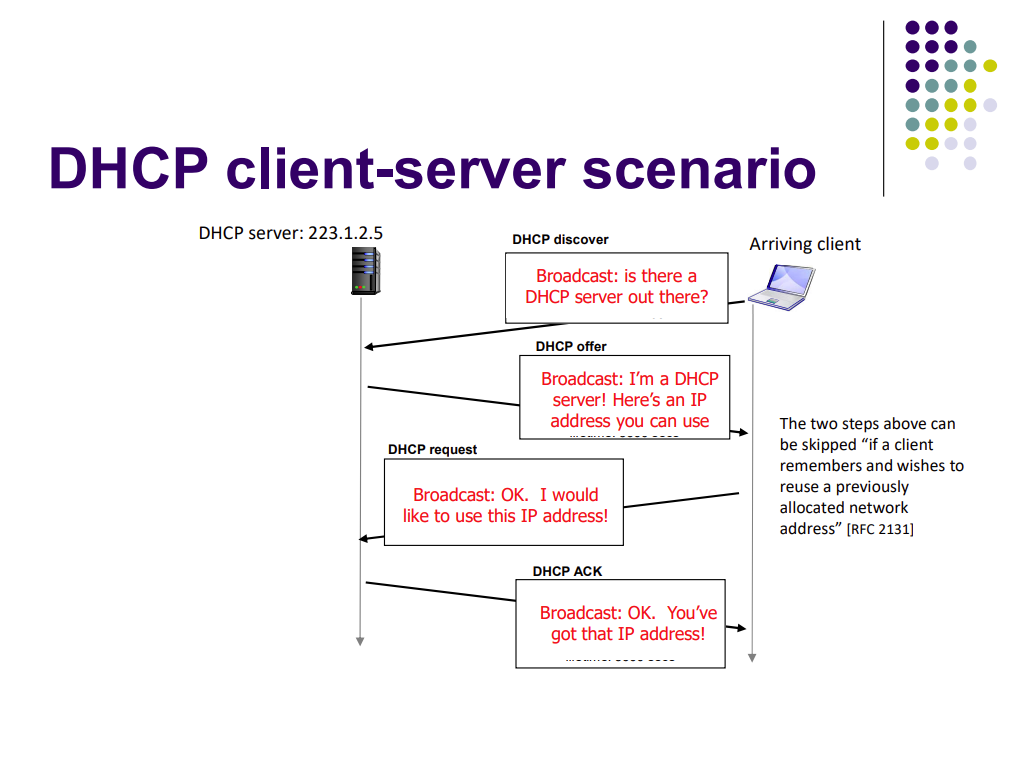 DHCP client-server scenario
DHCP server: 223.1.2.5
DHCP discover
Arriving client
Broadcast: is there a
DHCP server out there?
DHCP offer
Broadcast: I'm a DHCP
server! Here's an IP
address you can use
The two steps above can
be skipped “if a client
remembers and wishes to
reuse a previously
allocated network
address” [RFC 2131]
DHCP request
Broadcast: OK.  I would
like to use this IP address!
DHCP ACK
Broadcast: OK.  You've
got that IP address!